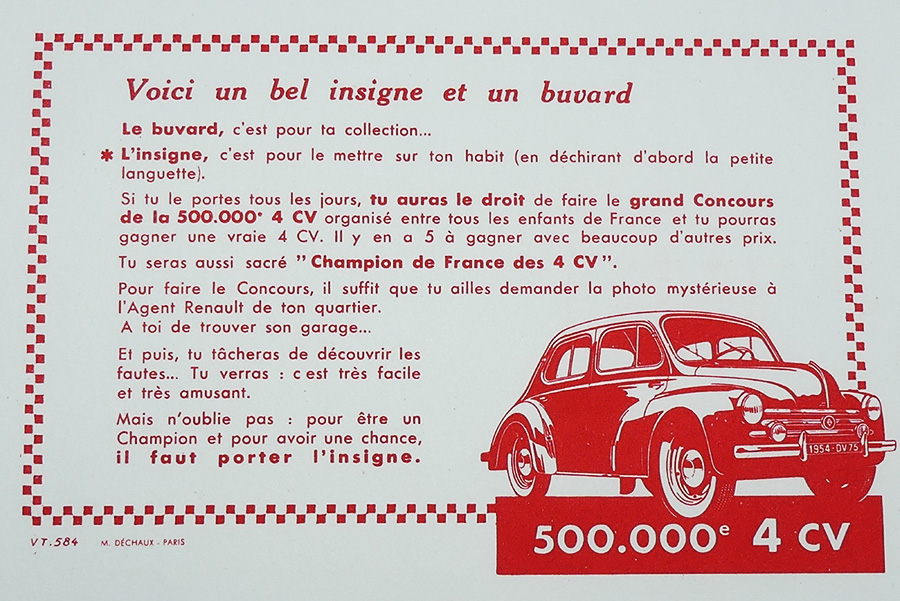 Voici un bel insigne et un buvard
Le buvard, c'est pour ta collection...
* L'insigne, c'est pour le mettre sur ton habit (en déchirant d'abord la petite
languette).
Si tu le portes tous les jours, tu auras le droit de faire le grand Concours
de la 500.000e 4 CV organisé entre tous les enfants de France et tu pourras
gagner une vraie 4 CV. Il y en a 5 à gagner avec beaucoup d'autres prix.
Tu seras aussi sacré "Champion de France des 4 CV".
Pour faire le Concours, il suffit que tu ailles demander la photo mystérieuse à
l'Agent Renault de ton quartier.
A toi de trouver son garage...
Et puis, tu tâcheras de découvrir les
fautes... Tu verras : c'est très facile
et très amusant.
Mais n'oublie pas : pour être un
Champion et pour avoir une chance,
il faut porter l'insigne.
1954-DV75
500.000e 4 CV
VT.584 M. DÉCHAUX - PARIS